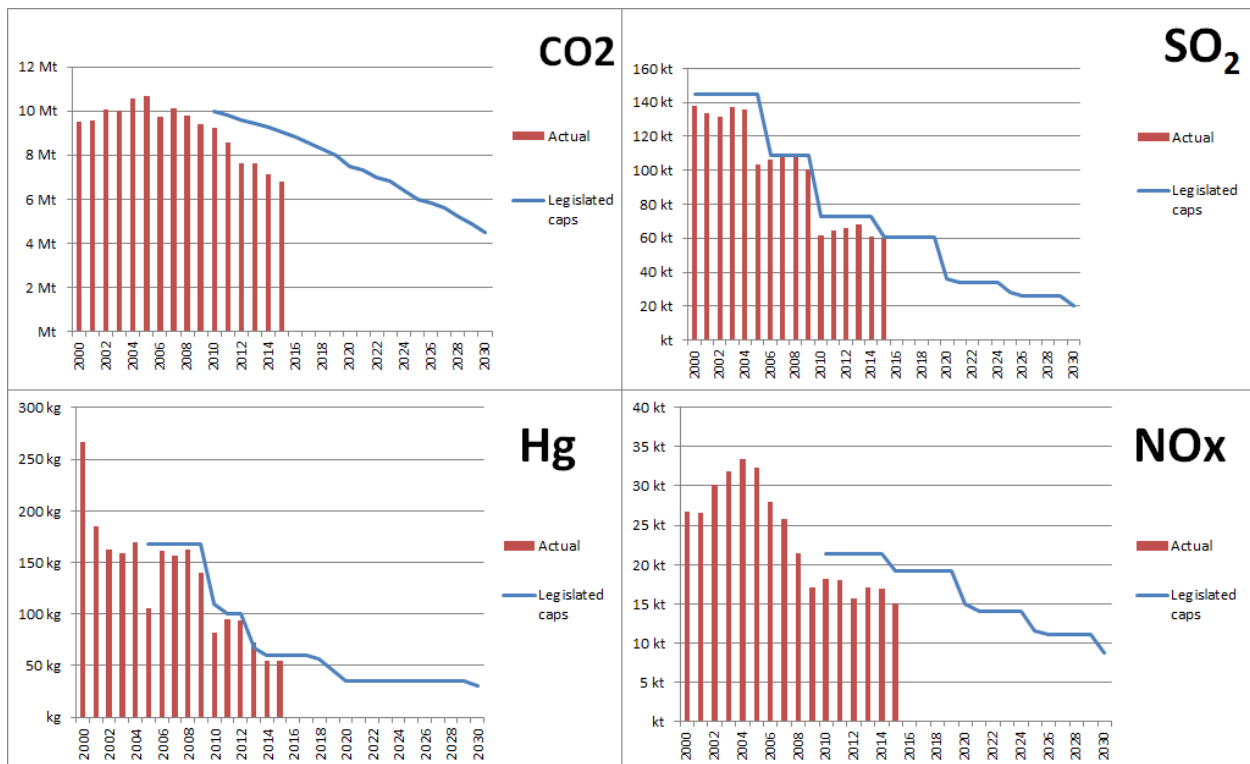 CO2
12 Mt
10 Mt
8 Mt
6 Mt
4 Mt
2 Mt
Mt
2000 2002 2004 2006 2008 2010 2012 2014 2016 2018 2020 2022 2024 2026 2028 2030
Actual
Legislated
caps
SO2
160 kt
140 kt
120 kt
100 kt
80 kt
60 kt
40 kt
20 kt
kt
2000 2002 2004 2006 2008 2010 2012 2014 2016 2018 2020 2022 2024 2026 2028 2030
Actual
Legislated
caps
Hg
300 kg
250 kg
200 kg
150 kg
100 kg
50 kg
kg
2000 2002 2004 2006 2008 2010 2012 2014 2016 2018 2020 2022 2024 2026 2028 2030
Actual
Legislated
caps
NOx
40 kt
35 kt
30 kt
25 kt
20 kt
15 kt
10 kt
5 kt
kt
2000 2002 2004 2006 2008 2010 2012 2014 2016 2018 2020 2022 2024 2026 2028 2030
Actual
Legislated
caps